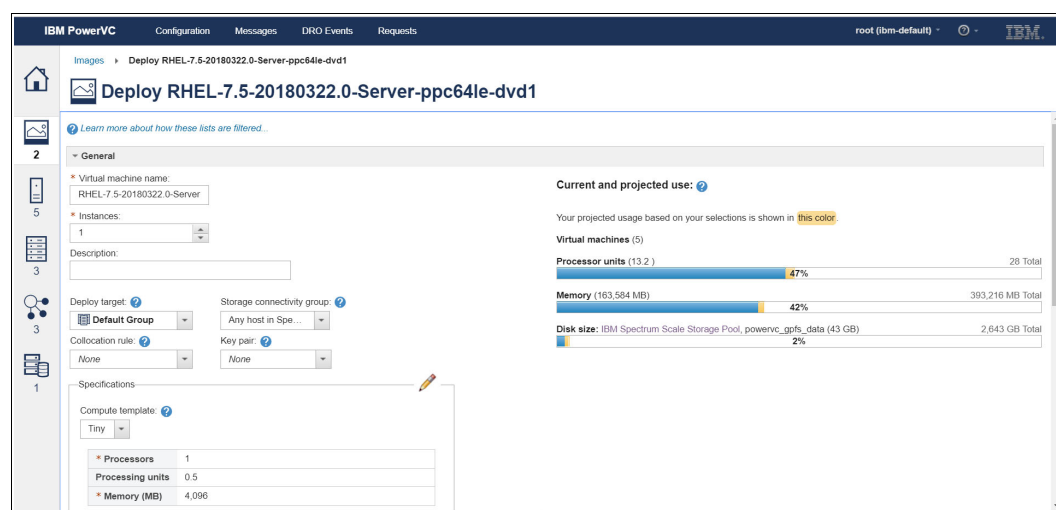 IBM PowerVC Configuration Messages DRO Events Requests root (ibm-default) IBM
Images Deploy RHEL-7.5-20180322.0-Server-ppc64le-dvd1
Deploy RHEL-7.5-20180322.0-Server-ppc64le-dvd1
Learn more about how these lists are filtered...
General
* Virtual machine name:
RHEL-7.5-20180322.0-Server
* Instances:
1
Description:
Deploy target: Storage connectivity group:
Default Group Any host in Spe...
Collocation rule: Key pair:
None None
Specifications
Compute template:
Tiny
* Processors 1
Processing units 0.5
* Memory (MB) 4,096
Current and projected use:
Your projected usage based on your selections is shown in this color.
Virtual machines (5)
Processor units (13.2 ) 28 Total
47%
Memory (163,584 MB) 393,216 MB Total
42%
Disk size: IBM Spectrum Scale Storage Pool, powervc_gpfs_data (43 GB) 2,643 GB Total
2%
2
5
3
3
1